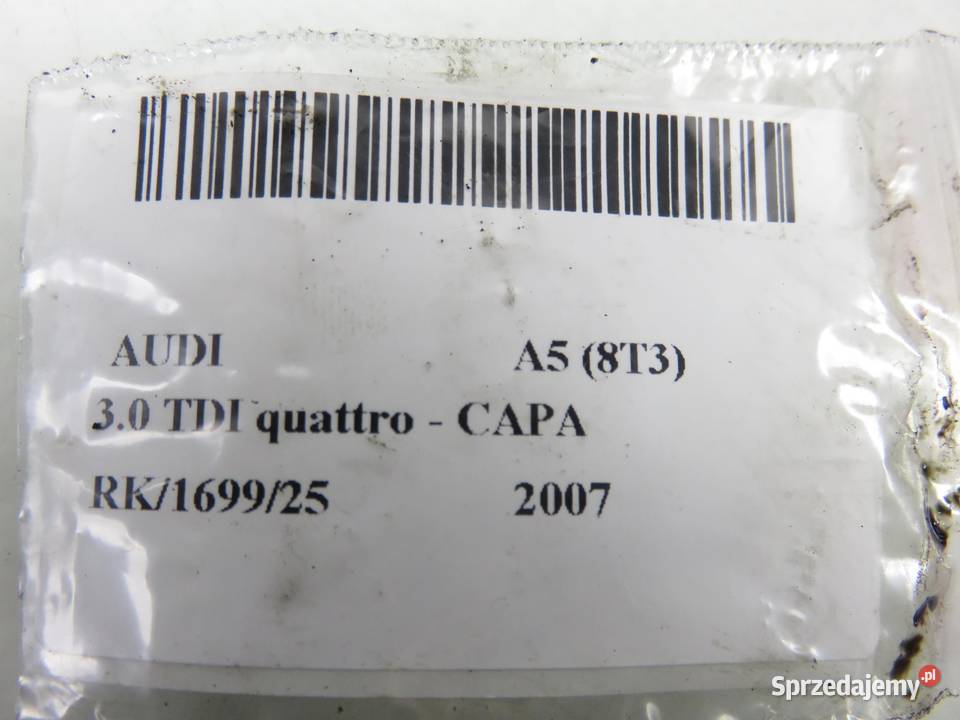 AUDI A5 (8T3)
3.0 TDI quattro - CAPA
RK/1699/25 2007
Sprzedajemy.pl